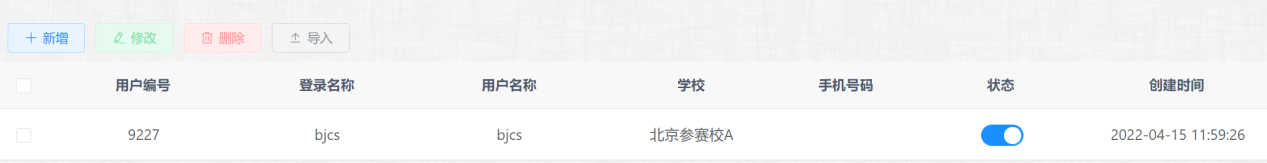 新增 修改 删除 导入
用户编号 登录名称 用户名称 学校 手机号码 状态 创建时间
9227 bjcs bjcs 北京参赛校A 2022-04-15 11:59:26